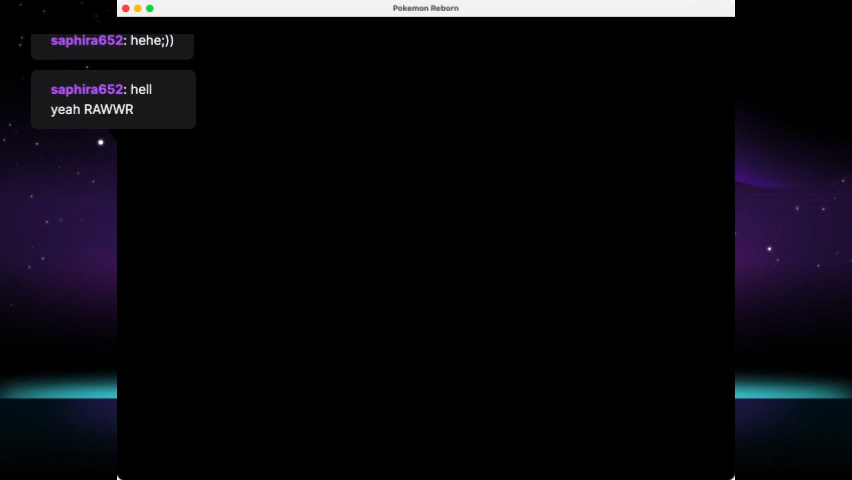 Pokemon Reborn
saphira652: hehe;))
saphira652: hell
yeah RAWWR